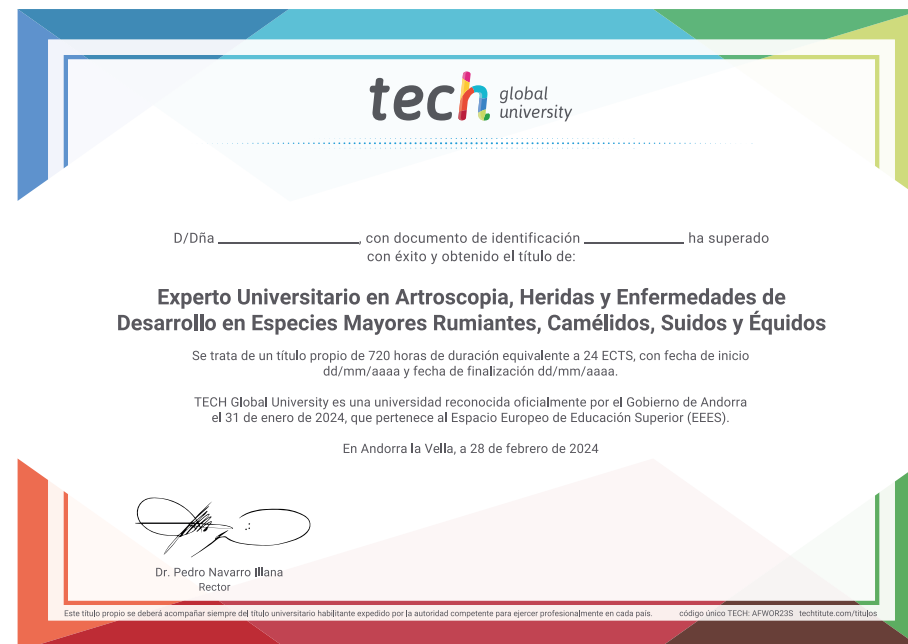 tech global university
D/Dña ____________________, con documento de identificación ______________ ha superado
con éxito y obtenido el título de:
Experto Universitario en Artroscopia, Heridas y Enfermedades de
Desarrollo en Especies Mayores Rumiantes, Camélidos, Suidos y Équidos
Se trata de un título propio de 720 horas de duración equivalente a 24 ECTS, con fecha de inicio
dd/mm/aaaa y fecha de finalización dd/mm/aaaa.
TECH Global University es una universidad reconocida oficialmente por el Gobierno de Andorra
el 31 de enero de 2024, que pertenece al Espacio Europeo de Educación Superior (EEES).
En Andorra la Vella, a 28 de febrero de 2024
Dr. Pedro Navarro Illana
Rector
Este título propio se deberá acompañar siempre del título universitario habilitante expedido por la autoridad competente para ejercer profesionalmente en cada país. código único TECH: AFWOR23S techtitute.com/titulos